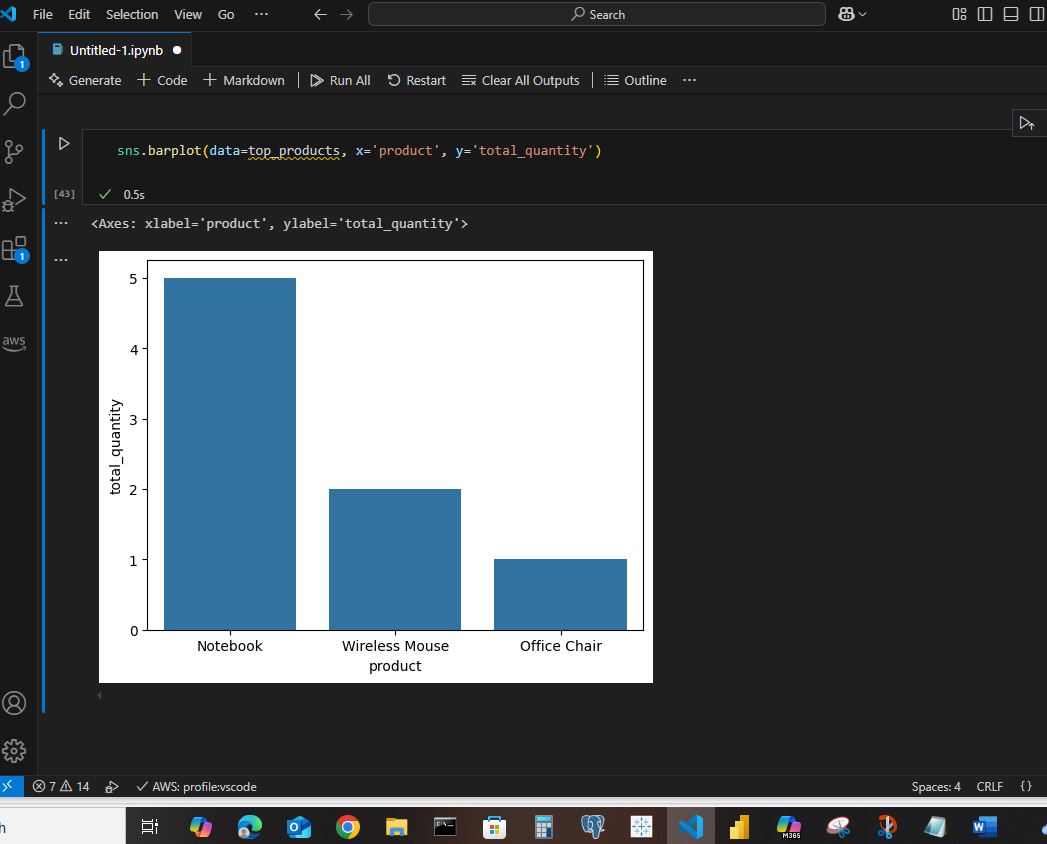 File Edit Selection View Go ··· Search
Untitled-1.ipynb
Generate + Code + Markdown Run All Restart Clear All Outputs Outline ···
1
sns.barplot(data=top_products, x='product', y='total_quantity')
[43] 0.5s
<Axes: xlabel='product', ylabel='total_quantity'>
1
aws
5
4
3
2
1
0
total_quantity
Notebook Wireless Mouse Office Chair
product
7 14 AWS: profile:vscode Spaces: 4 CRLF {}
h
M365
W